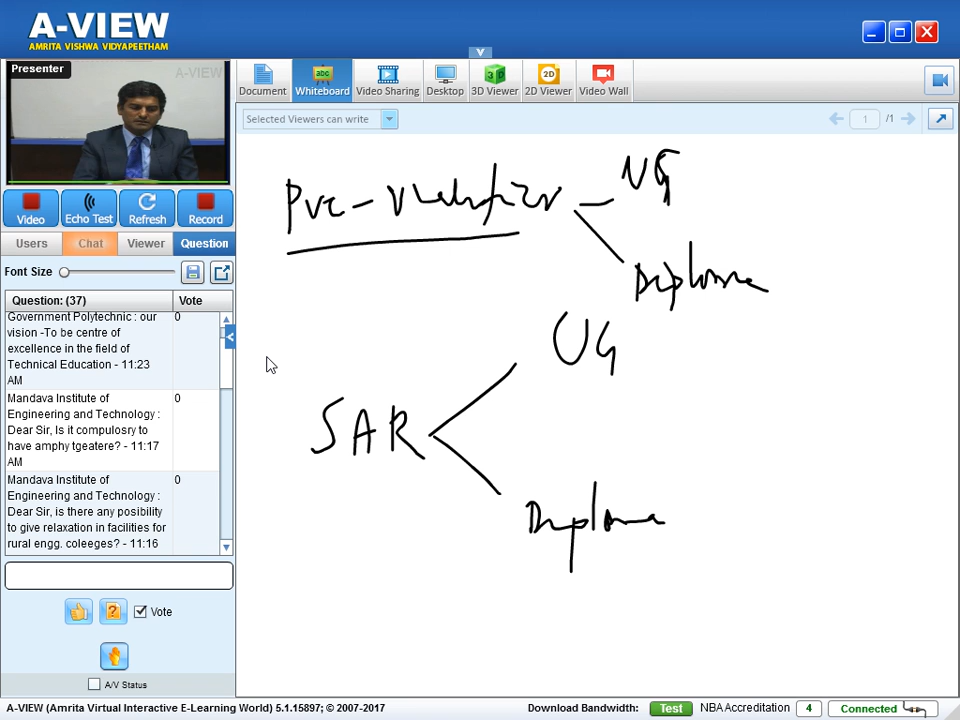 A-VIEW
AMRITA VISHWA VIDYAPEETHAM
v
Presenter
A-VIEW
Video
Echo Test
Refresh
Record
Users
Chat
Viewer
Question
Font Size
Question: (37) Vote
Government Polytechnic : our 0
vision -To be centre of
excellence in the field of
Technical Education - 11:23
AM
Mandava Institute of 0
Engineering and Technology :
Dear Sir, Is it compulosry to
have amphy tgeatere? - 11:17
AM
Mandava Institute of 0
Engineering and Technology :
Dear Sir, is there any posibility
to give relaxation in facilities for
rural engg. coleeges? - 11:16
Vote
A/V Status
Document
abc
Whiteboard
Video Sharing
Desktop
3D
3D Viewer
2D
2D Viewer
Video Wall
Selected Viewers can write
1 /1
Pre-
- UG
Diploma
UG
SAR
Diploma
A-VIEW (Amrita Virtual Interactive E-Learning World) 5.1.15897; © 2007-2017
Download Bandwidth: Test NBA Accreditation 4 Connected